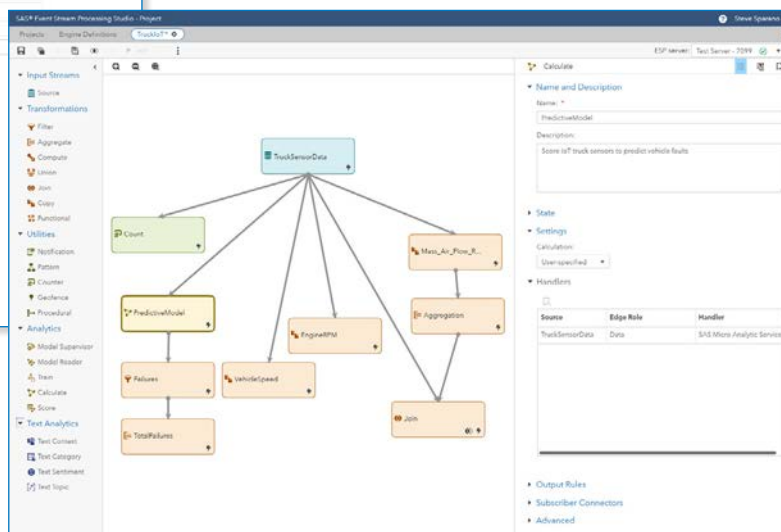 SAS® Event Stream Processing Studio - Project
Steve Sparano
Projects
Engine Definitions
TruckIoT*
ESP server:
Test Server - 7099
Input Streams
Source
Transformations
Filter
Aggregate
Compute
Union
Join
Copy
Functional
Utilities
Notification
Pattern
Counter
Geofence
Procedural
Analytics
Model Supervisor
Model Reader
Train
Calculate
Score
Text Analytics
Text Context
Text Category
Text Sentiment
Text Topic
TruckSensorData
Count
Mass_Air_Flow_R...
PredictiveModel
EngineRPM
Aggregation
Failures
VehicleSpeed
TotalFailures
Join
Calculate
Name and Description
Name: *
PredictiveModel
Description:
Score IoT truck sensors to predict vehicle faults
State
Settings
Calculation:
User-specified
Handlers
Source Edge Role Handler
TruckSensorData Data SAS Micro Analytic Service
Output Rules
Subscriber Connectors
Advanced